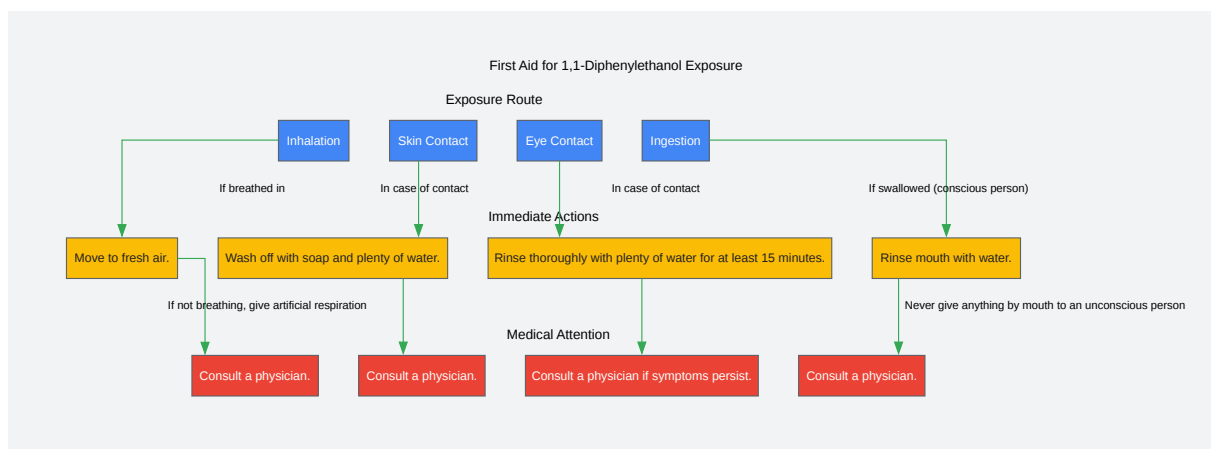 First Aid for 1,1-Diphenylethanol Exposure
Exposure Route
Inhalation
Skin Contact
Eye Contact
Ingestion
If breathed in
In case of contact
In case of contact
If swallowed (conscious person)
Immediate Actions
Move to fresh air.
Wash off with soap and plenty of water.
Rinse thoroughly with plenty of water for at least 15 minutes.
Rinse mouth with water.
If not breathing, give artificial respiration
Never give anything by mouth to an unconscious person
Medical Attention
Consult a physician.
Consult a physician.
Consult a physician if symptoms persist.
Consult a physician.